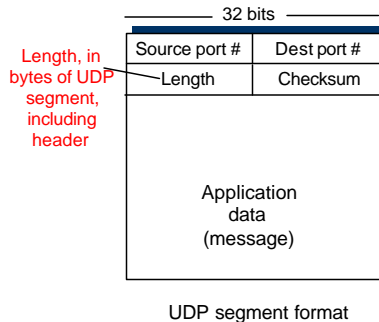 32 bits
Source port #
Dest port #
Length, in
bytes of UDP
segment,
including
header
Length
Checksum
Application
data
(message)
UDP segment format